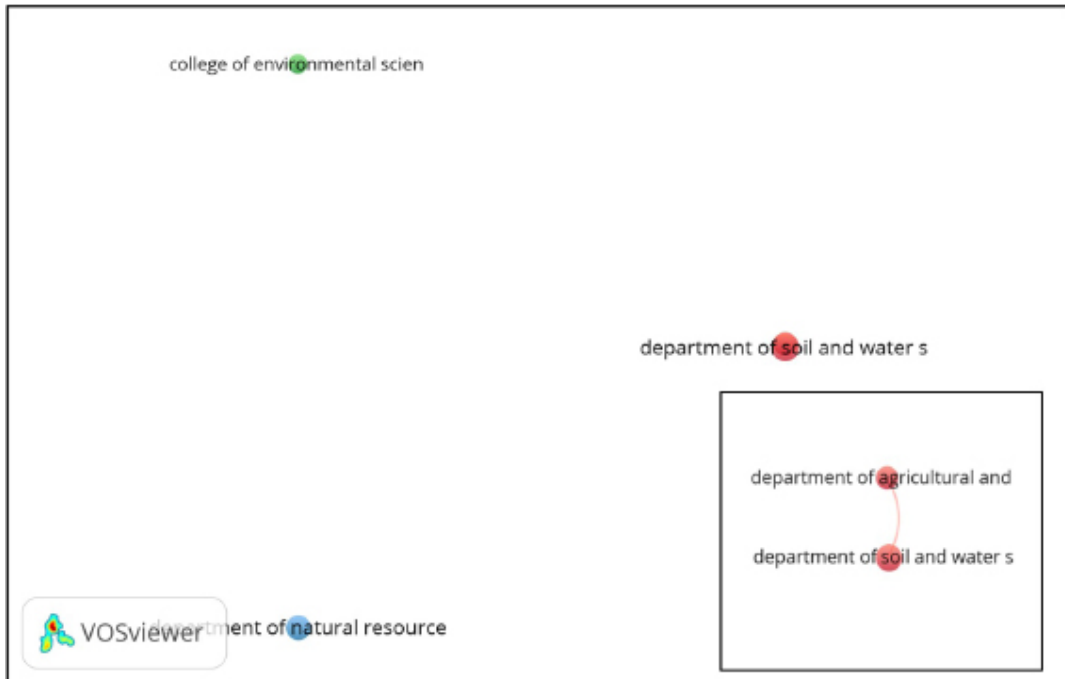 college of environmental scien
department of soil and water s
department of agricultural and
department of soil and water s
VOSviewer
department of natural resource